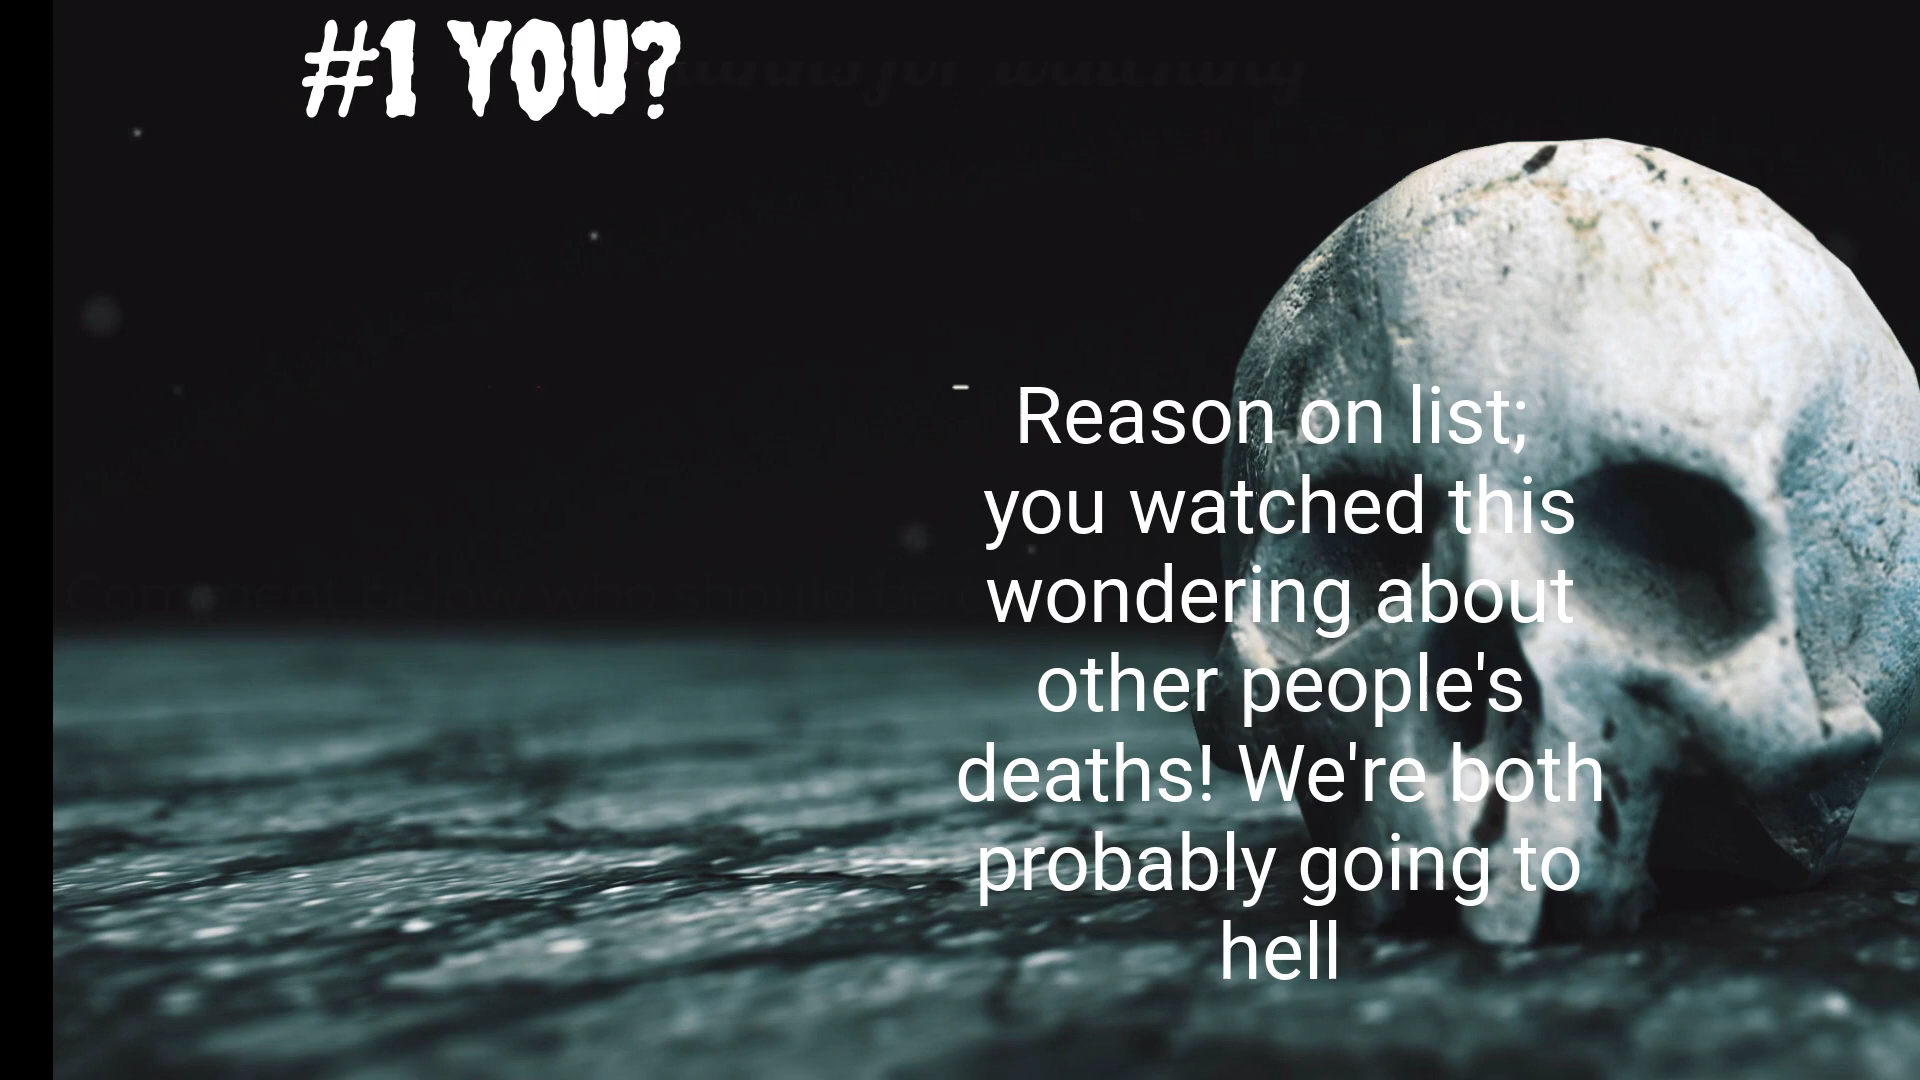 #1 YOU?
Reason on list;
you watched this
wondering about
other people's
deaths! We're both
probably going to
hell